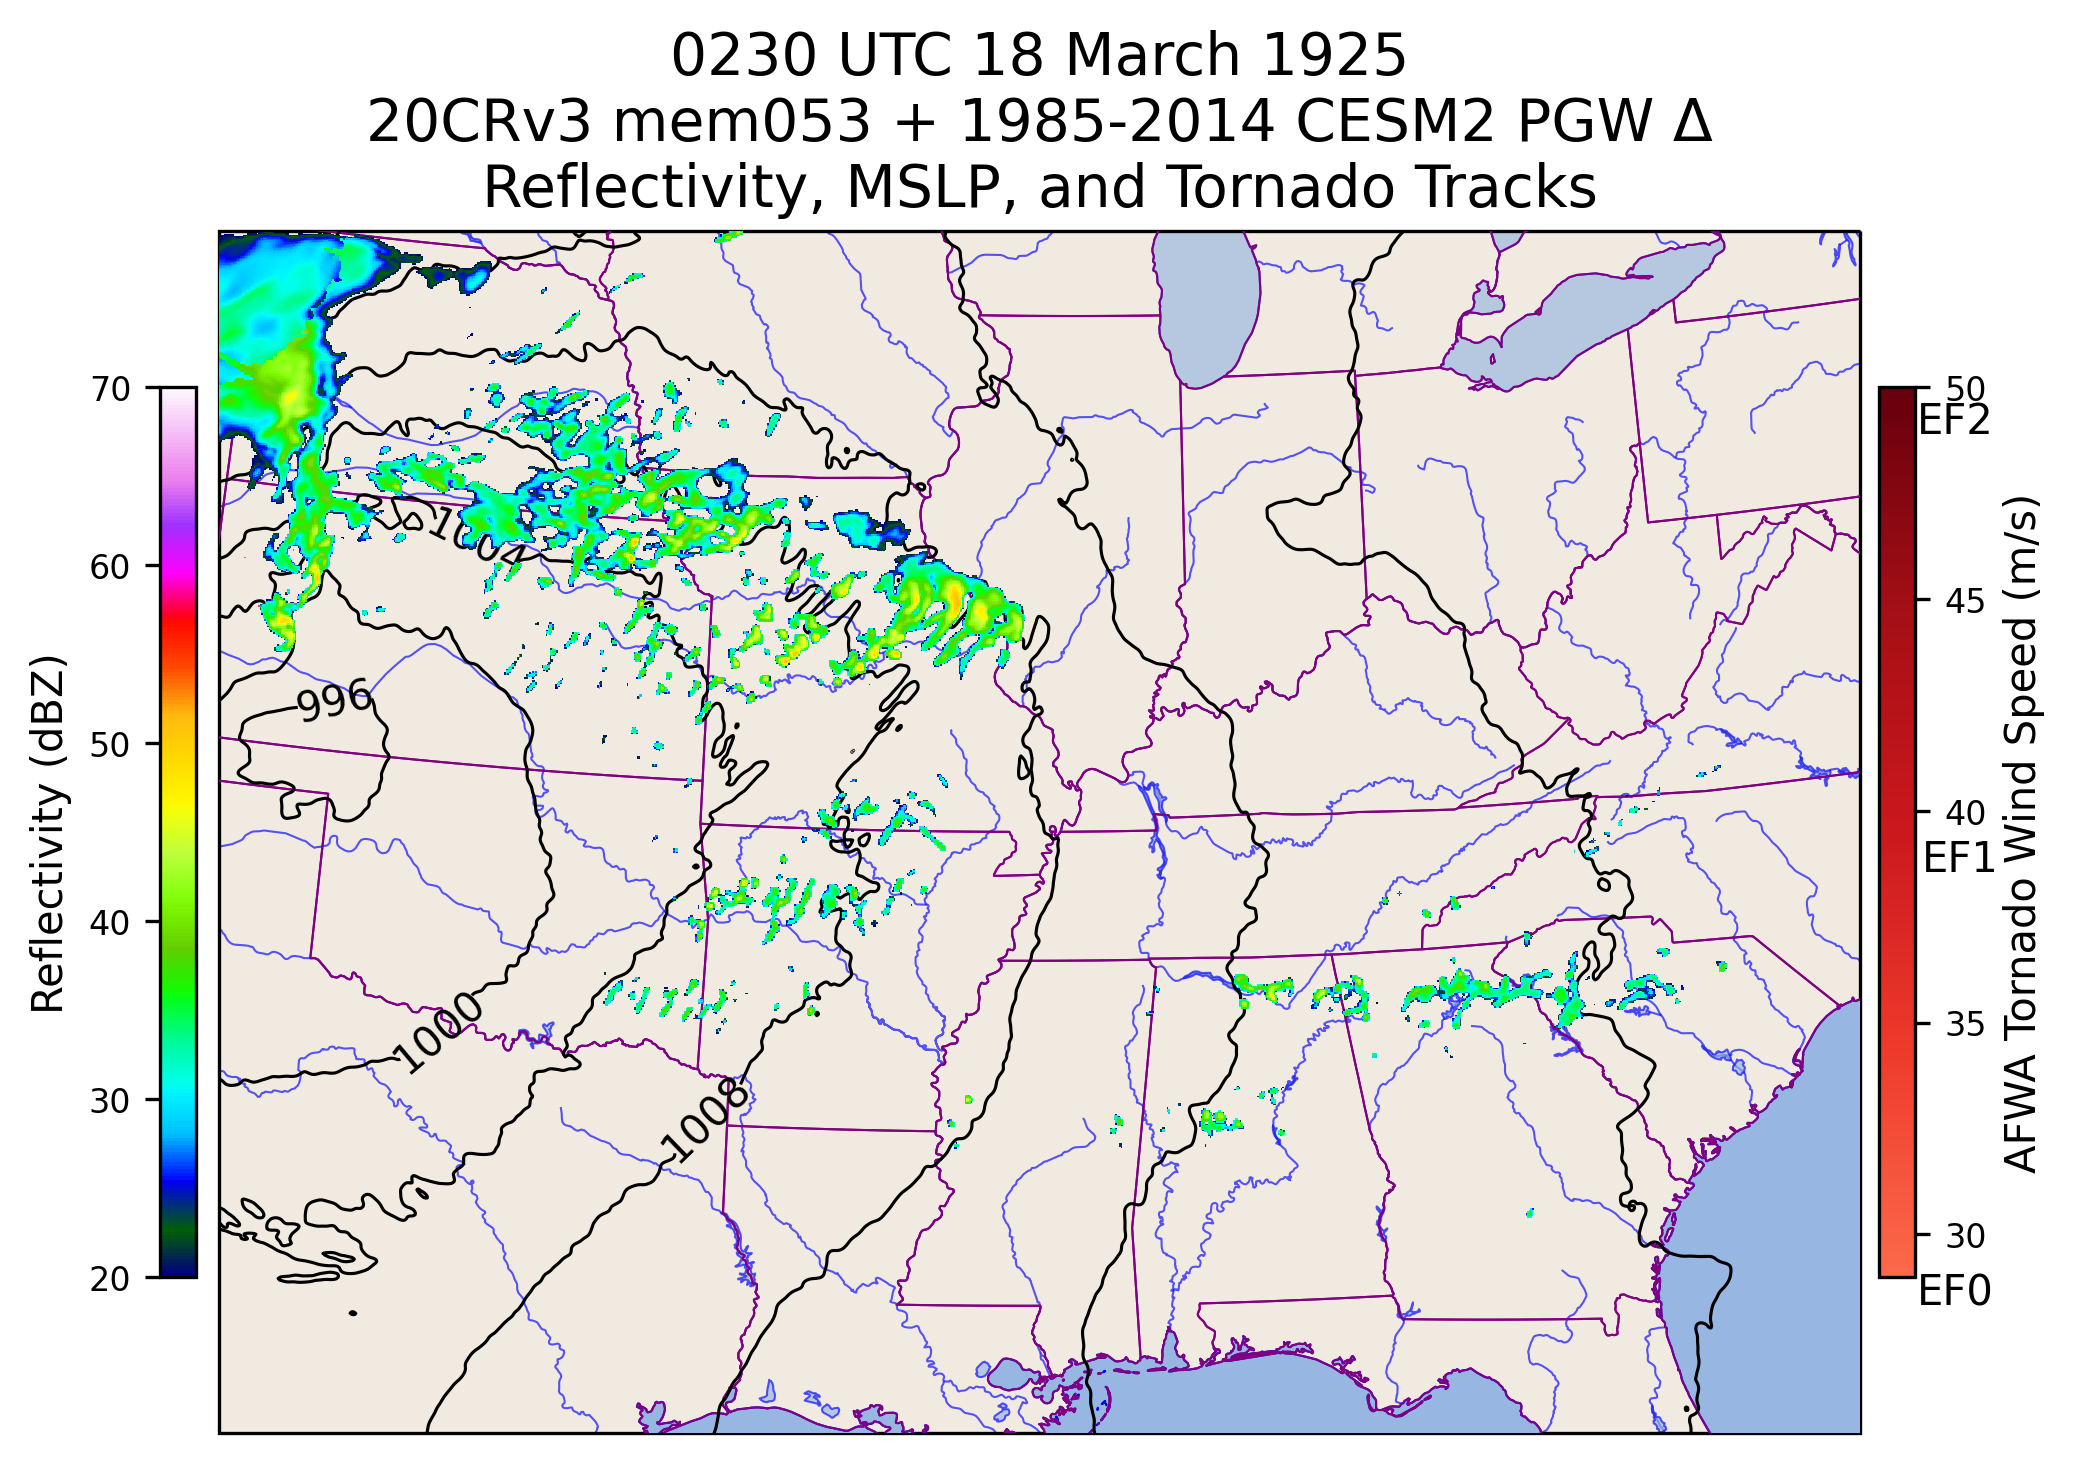 0230 UTC 18 March 1925
20CRv3 mem053 + 1985-2014 CESM2 PGW Δ
Reflectivity, MSLP, and Tornado Tracks
70
60
50
40
30
20
Reflectivity (dBZ)
1004
996
1000
1008
50
EF2
45
40
EF1
35
30
EF0
AFWA Tornado Wind Speed (m/s)